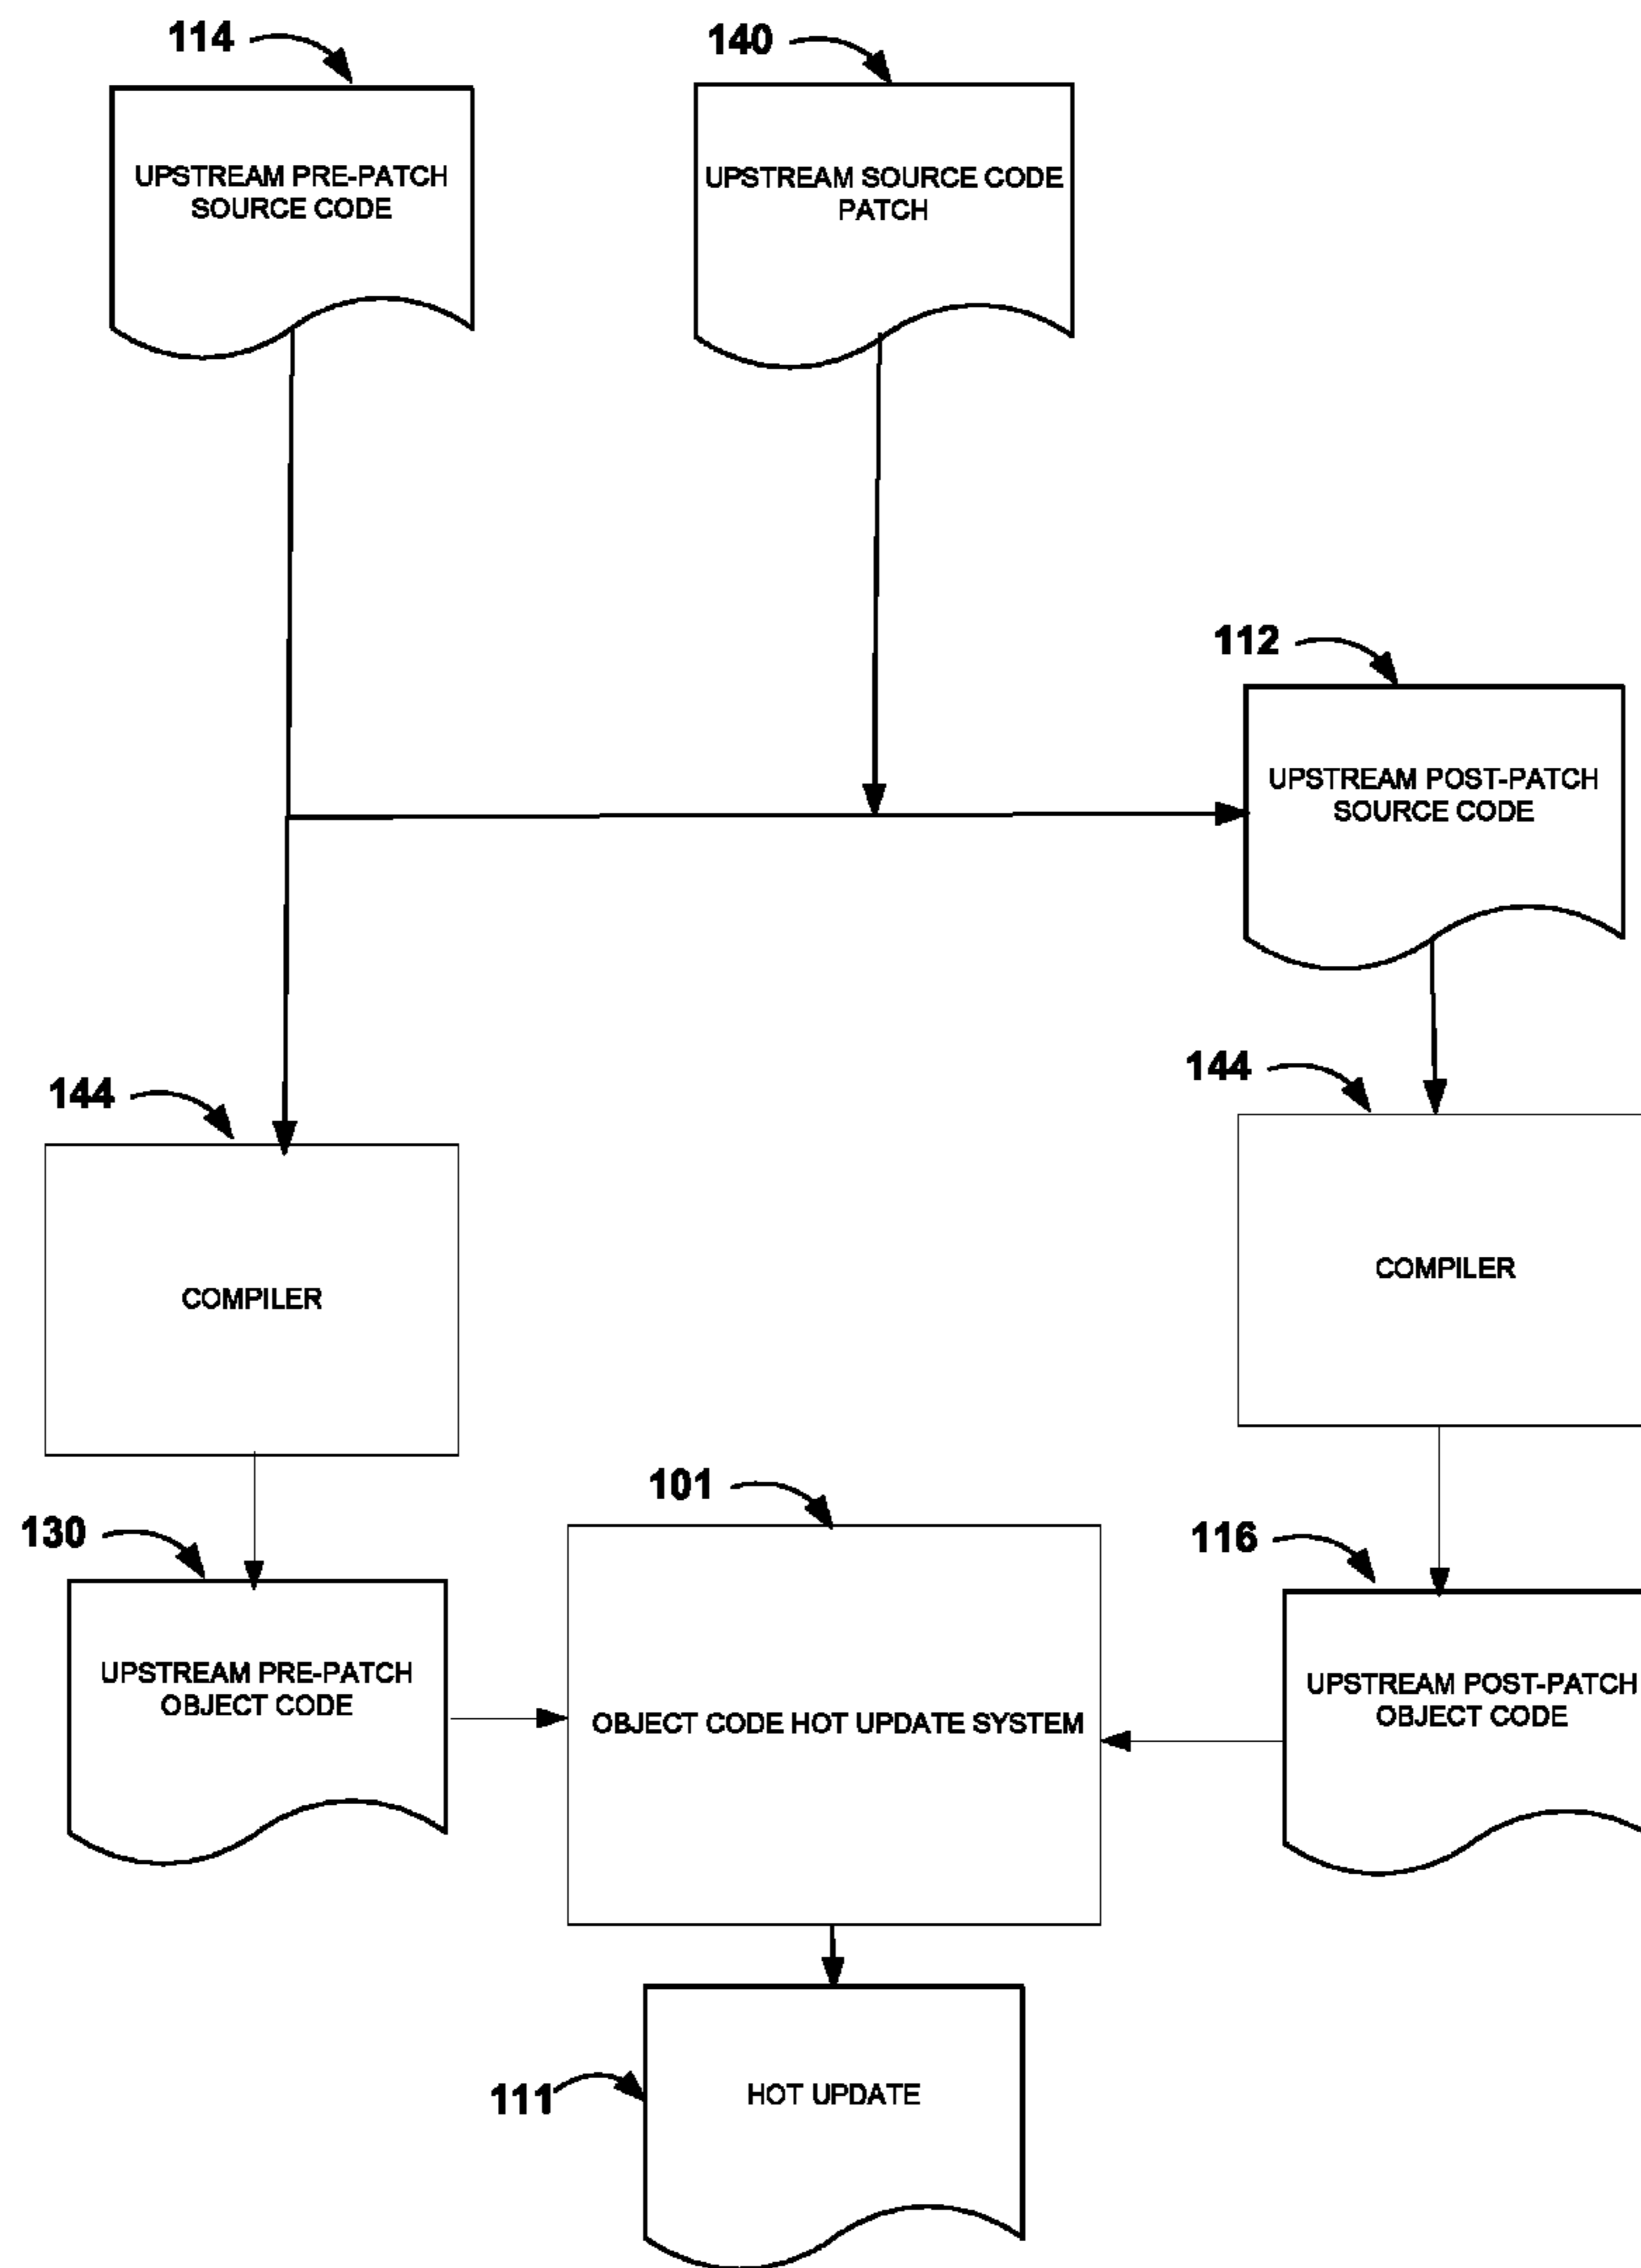 114
140
UPSTREAM PRE-PATCH
SOURCE CODE
UPSTREAM SOURCE CODE
PATCH
112
UPSTREAM POST-PATCH
SOURCE CODE
144
144
COMPILER
COMPILER
101
130
116
UPSTREAM PRE-PATCH
OBJECT CODE
OBJECT CODE HOT UPDATE SYSTEM
UPSTREAM POST-PATCH
OBJECT CODE
111
HOT UPDATE